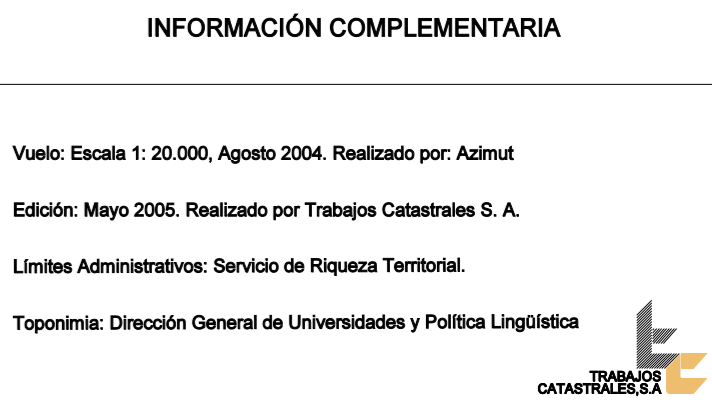 INFORMACIÓN COMPLEMENTARIA
Vuelo: Escala 1: 20.000, Agosto 2004. Realizado por: Azimut
Edición: Mayo 2005. Realizado por Trabajos Catastrales S. A.
Límites Administrativos: Servicio de Riqueza Territorial.
Toponimia: Dirección General de Universidades y Política Lingüística
TRABAJOS
CATASTRALES,S.A